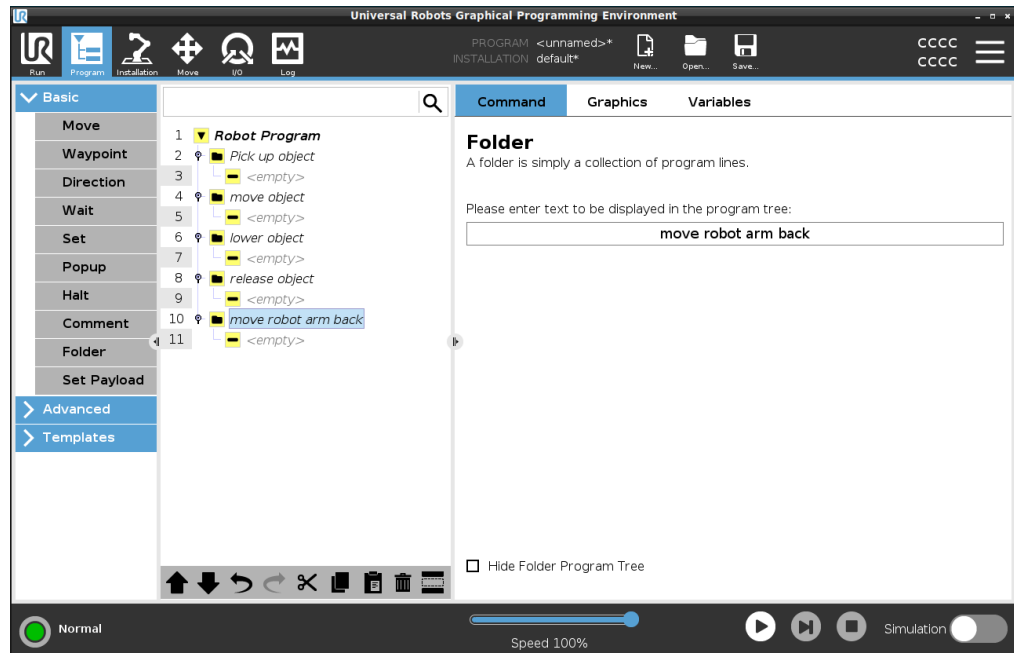 Universal Robots Graphical Programming Environment
UR
Run
Program
Installation
Move
I/O
Log
PROGRAM <unnamed>*
INSTALLATION default*
New...
Open...
Save...
CCCC
CCCC
Basic
Move
Waypoint
Direction
Wait
Set
Popup
Halt
Comment
Folder
Set Payload
Advanced
Templates
1 Robot Program
2 Pick up object
3 <empty>
4 move object
5 <empty>
6 lower object
7 <empty>
8 release object
9 <empty>
10 move robot arm back
11 <empty>
Command Graphics Variables
Folder
A folder is simply a collection of program lines.
Please enter text to be displayed in the program tree:
move robot arm back
Hide Folder Program Tree
Normal
Speed 100%
Simulation